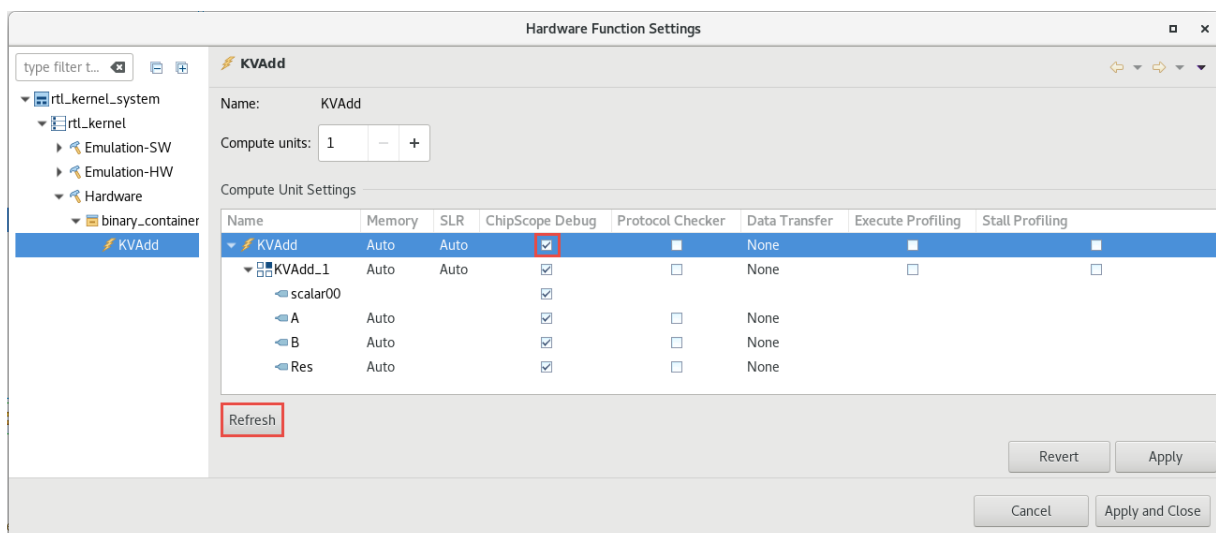 Hardware Function Settings
type filter t...
KVAdd
rtl_kernel_system
rtl_kernel
Emulation-SW
Emulation-HW
Hardware
binary_container
KVAdd
Name: KVAdd
Compute units: 1 − +
Compute Unit Settings
Name Memory SLR ChipScope Debug Protocol Checker Data Transfer Execute Profiling Stall Profiling
KVAdd Auto Auto None
KVAdd_1 Auto Auto None
scalar00
A Auto None
B Auto None
Res Auto None
Refresh
Revert Apply
Cancel Apply and Close